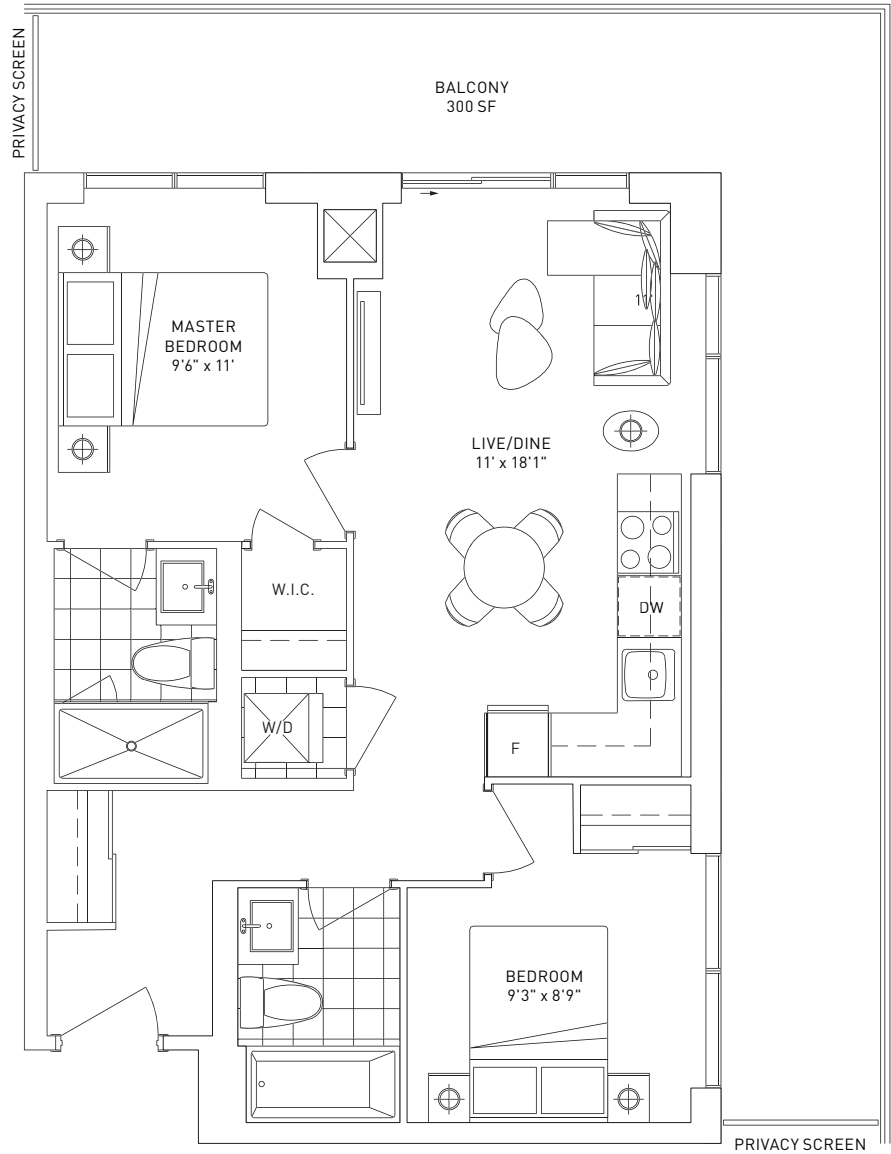 PRIVACY SCREEN
BALCONY
300 SF
MASTER
BEDROOM
9'6" x 11'
LIVE/DINE
11' x 18'1"
W.I.C.
DW
W/D
F
BEDROOM
9'3" x 8'9"
PRIVACY SCREEN